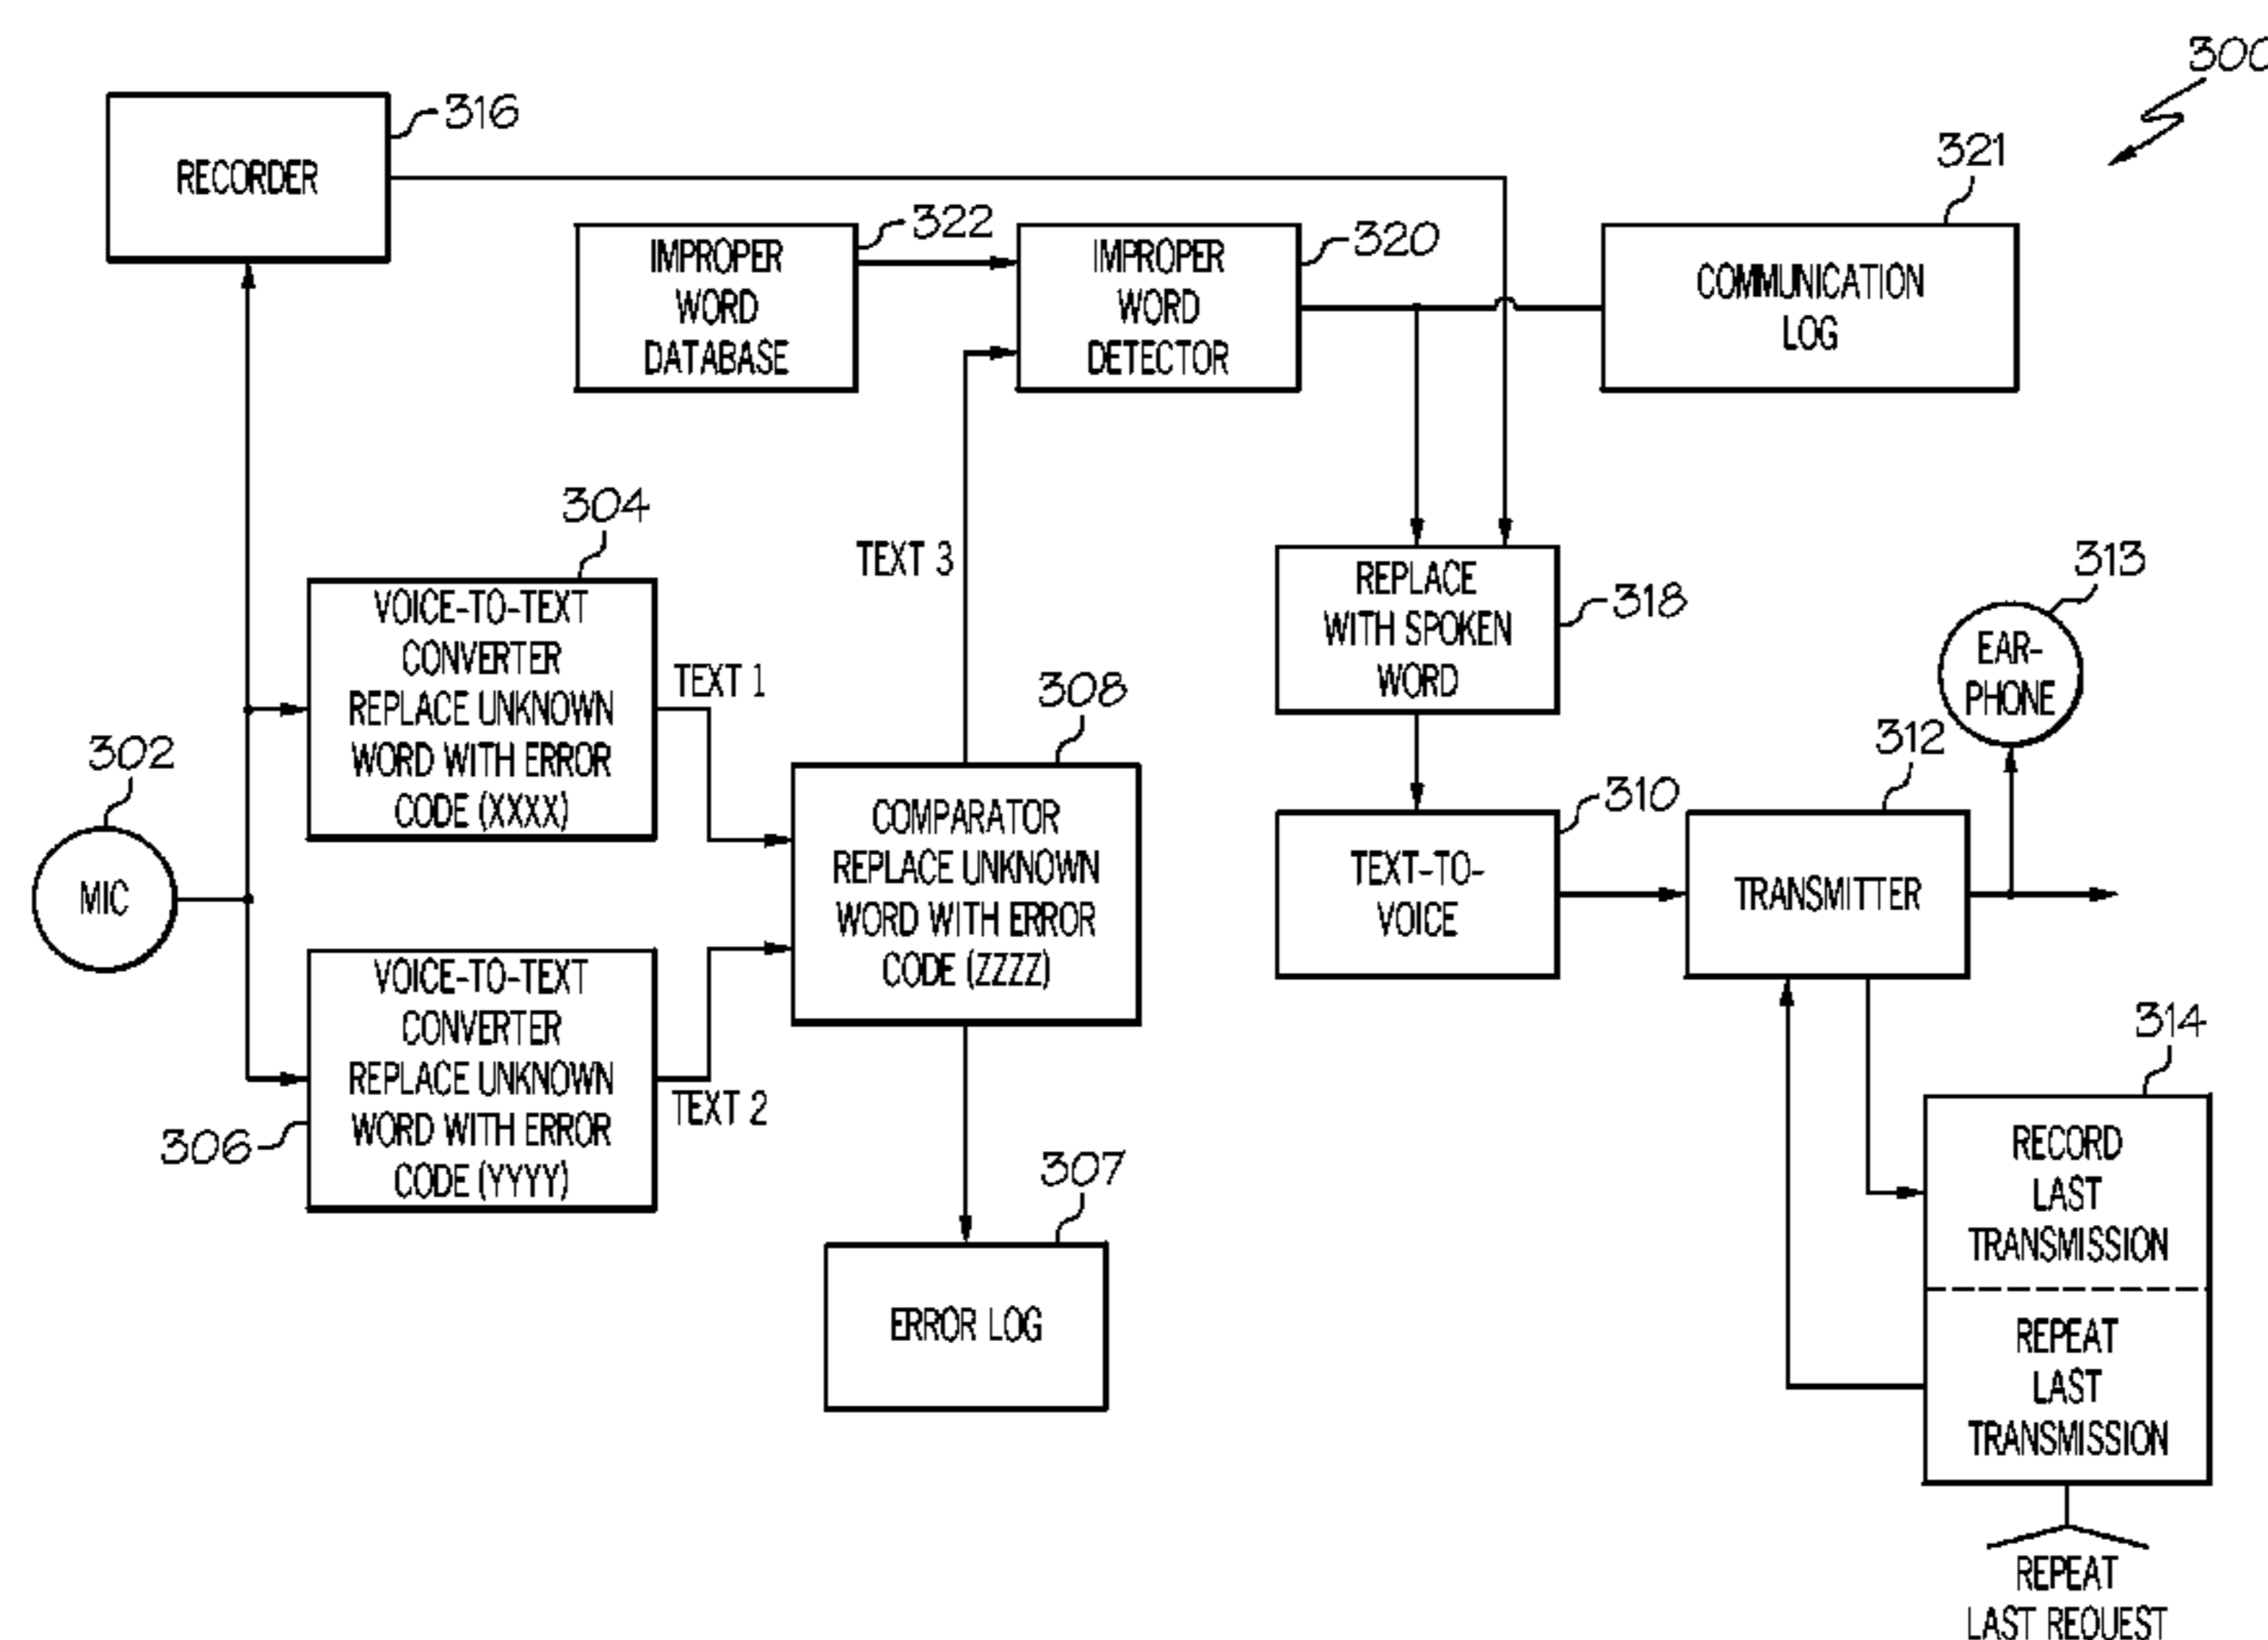 300
316
RECORDER
321
322
320
IMPROPER
WORD
DATABASE
IMPROPER
WORD
DETECTOR
COMMUNICATION
LOG
304
VOICE-TO-TEXT
CONVERTER
REPLACE UNKNOWN
WORD WITH ERROR
CODE (XXXX)
TEXT 1
TEXT 3
REPLACE
WITH SPOKEN
WORD
318
313
EAR-
PHONE
302
MIC
308
COMPARATOR
REPLACE UNKNOWN
WORD WITH ERROR
CODE (ZZZZ)
310
TEXT-TO-
VOICE
312
TRANSMITTER
306
VOICE-TO-TEXT
CONVERTER
REPLACE UNKNOWN
WORD WITH ERROR
CODE (YYYY)
TEXT 2
307
ERROR LOG
314
RECORD
LAST
TRANSMISSION
REPEAT
LAST
TRANSMISSION
REPEAT
LAST REQUEST